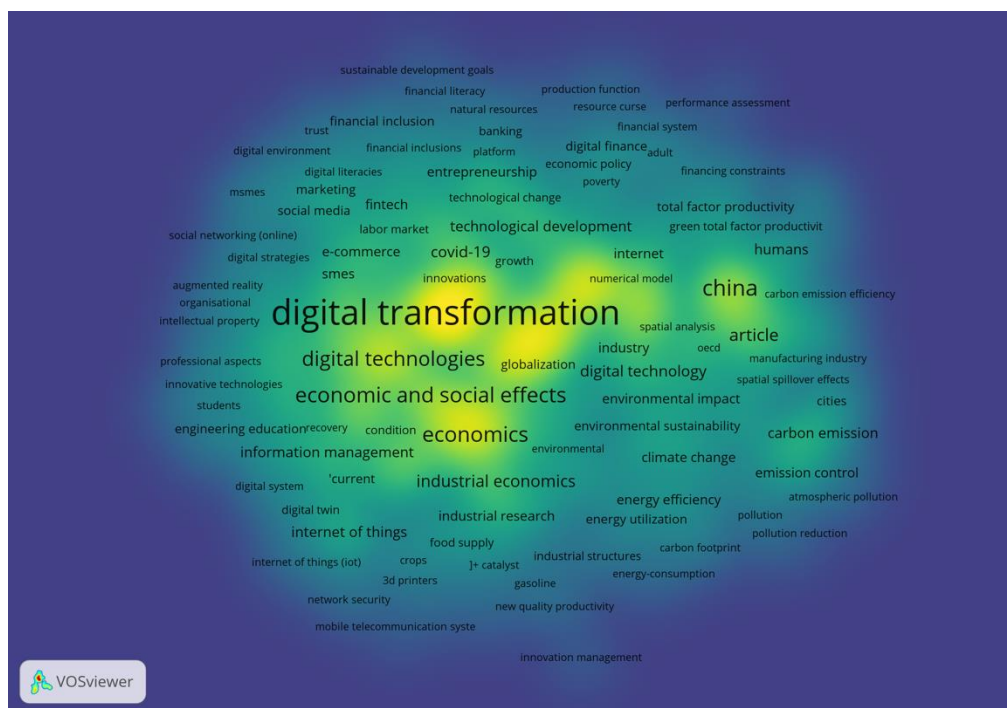 sustainable development goals
financial literacy
production function
natural resources
resource curse
performance assessment
trust
financial inclusion
banking
financial system
digital environment
financial inclusions
platform
digital finance
adult
economic policy
digital literacies
entrepreneurship
financing constraints
poverty
msmes
marketing
fintech
technological change
social media
total factor productivity
social networking (online)
labor market
technological development
green total factor productivit
digital strategies
e-commerce
covid-19
growth
internet
humans
smes
innovations
numerical model
augmented reality
china
carbon emission efficiency
organisational
digital transformation
intellectual property
spatial analysis
article
professional aspects
digital technologies
globalization
industry
oecd
manufacturing industry
digital technology
spatial spillover effects
innovative technologies
economic and social effects
environmental impact
cities
students
engineering education
recovery
condition
economics
environmental sustainability
carbon emission
information management
environmental
climate change
emission control
digital system
'current
industrial economics
atmospheric pollution
digital twin
industrial research
energy efficiency
energy utilization
pollution
internet of things
pollution reduction
food supply
industrial structures
carbon footprint
internet of things (iot)
crops
]+ catalyst
energy-consumption
3d printers
gasoline
network security
new quality productivity
mobile telecommunication syste
innovation management
VOSviewer